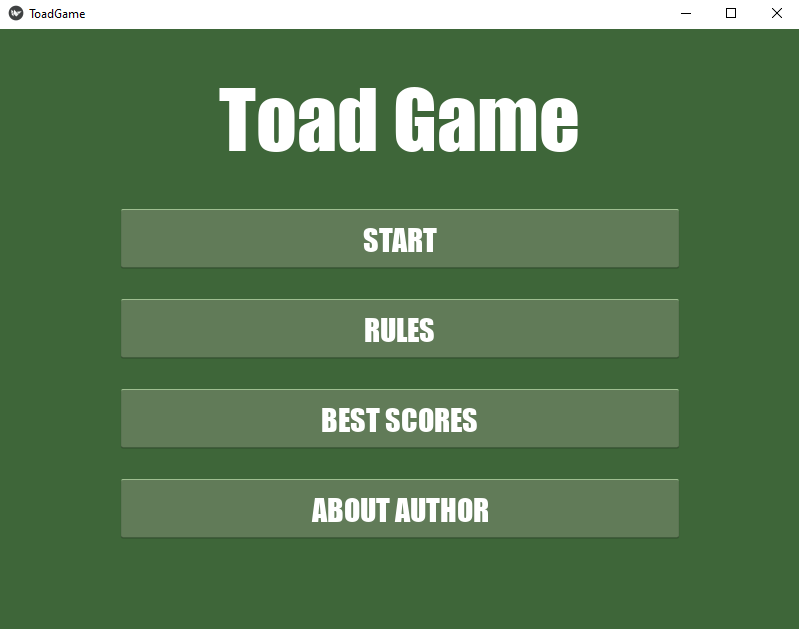 ToadGame
Toad Game
START
RULES
BEST SCORES
ABOUT AUTHOR